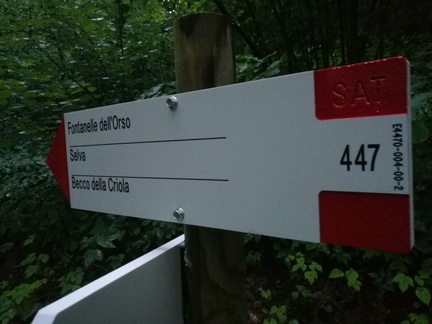 Fontanelle dell'Orso
Selva
Becco della Criola
SAT
447
E4470-004-00-2